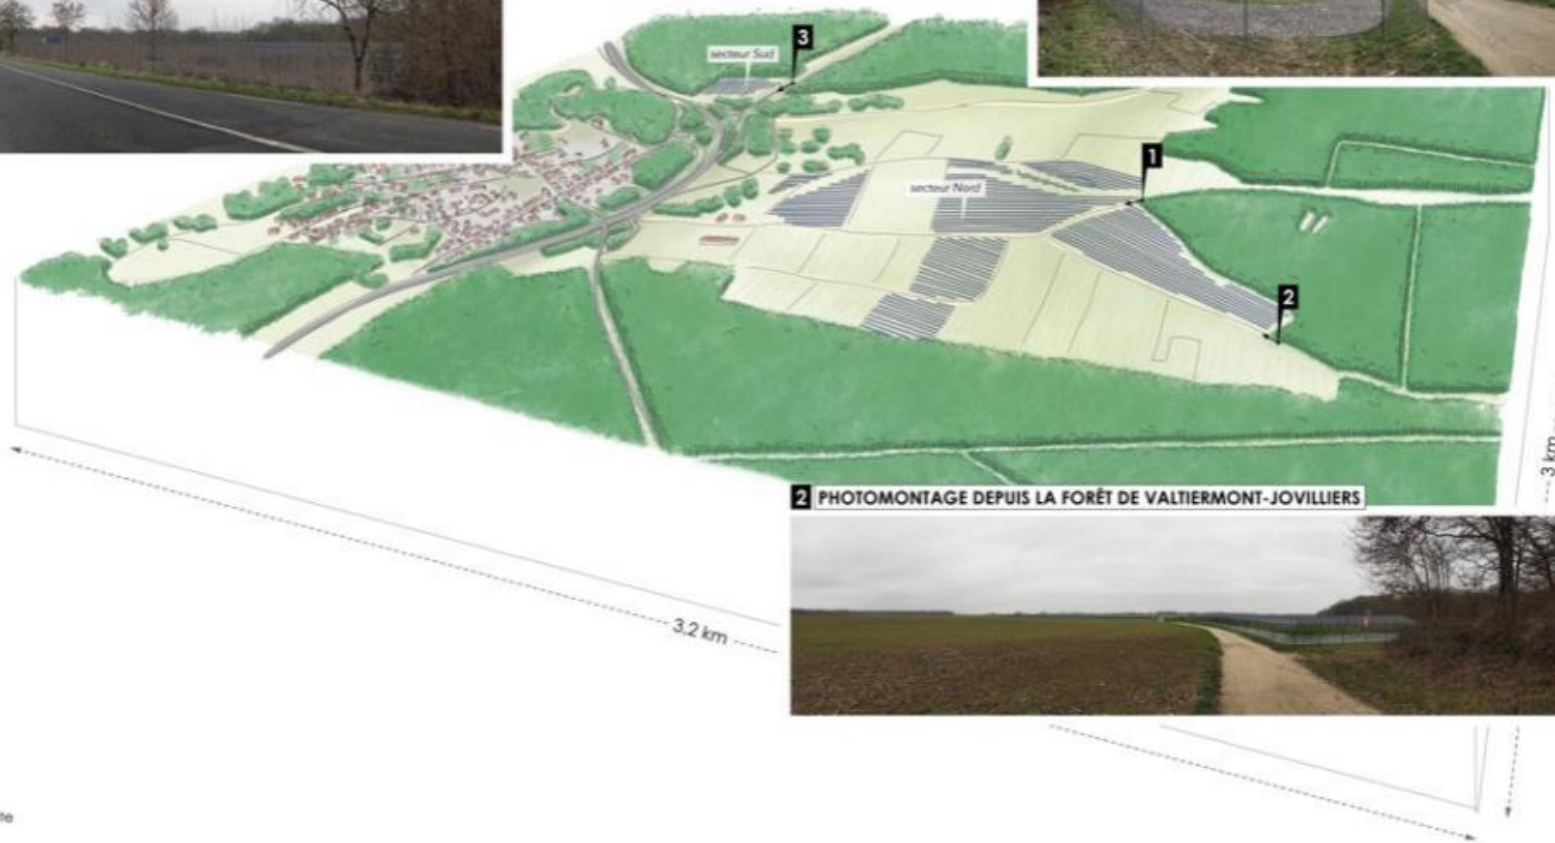 3
secteur Sud
1
secteur Nord
2
3 km
2 PHOTOMONTAGE DEPUIS LA FORÊT DE VALTIERMONT-JOVILLIERS
3,2 km